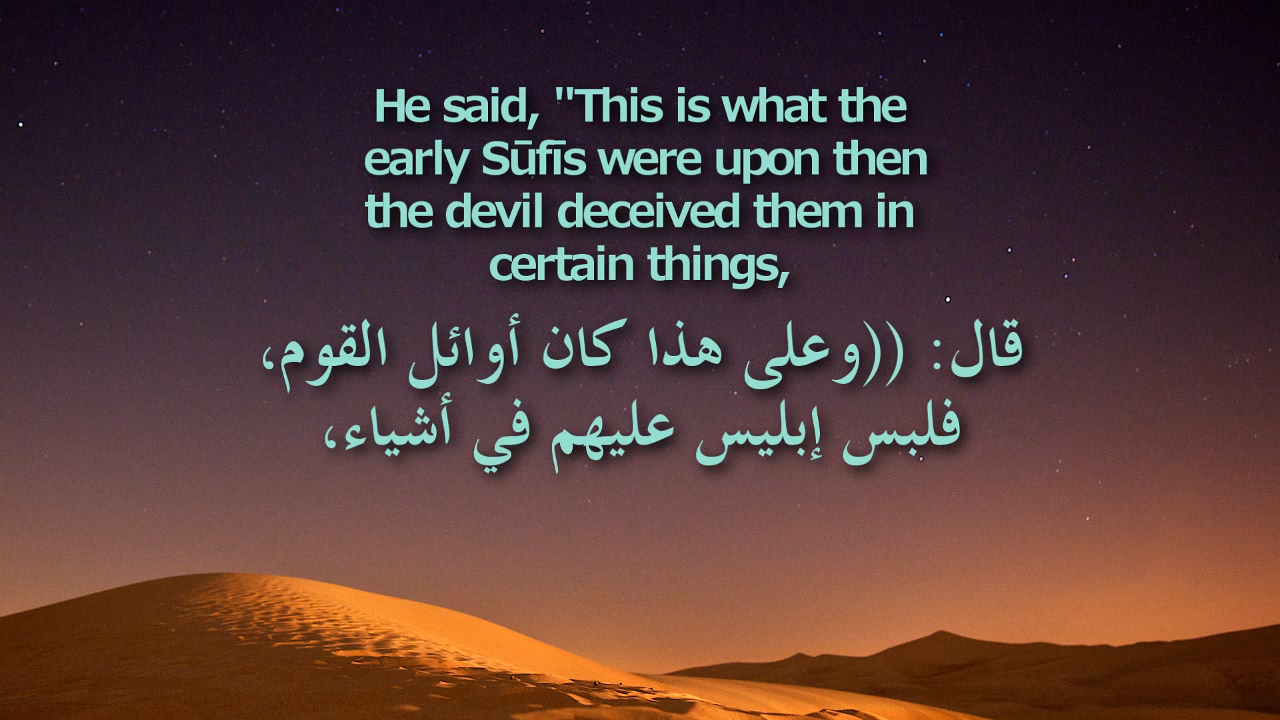 He said, "This is what the
early Sūfīs were upon then
the devil deceived them in
certain things,
قال: ((وعلى هذا كان أوائل القوم،
فلبس إبليس عليهم في أشياء،